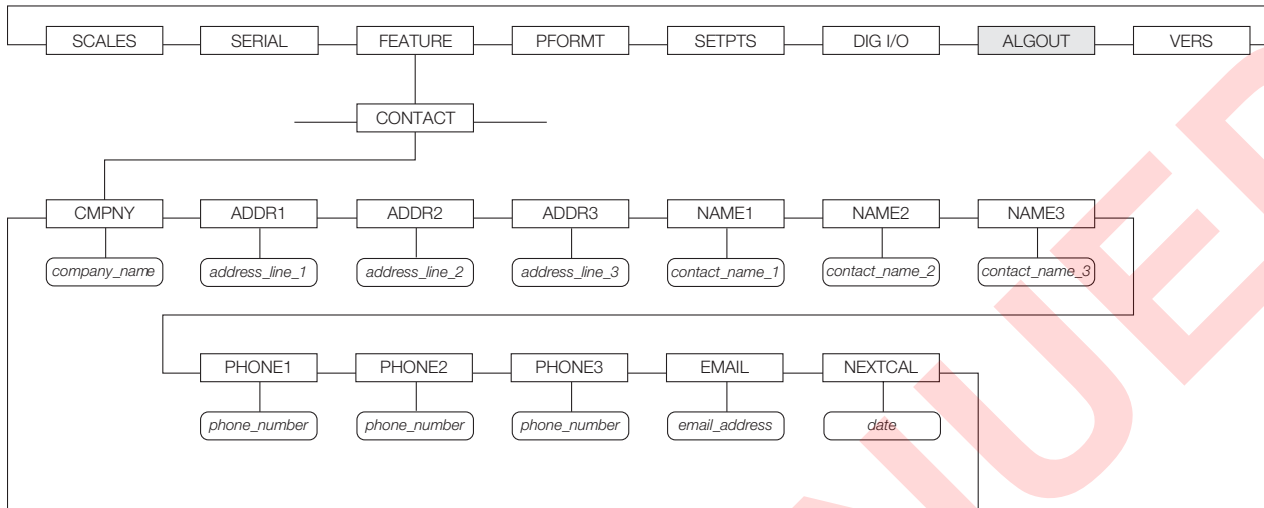 SCALES SERIAL FEATURE PFORMT SETPTS DIG I/O ALGOUT VERS
CONTACT
CMPNY ADDR1 ADDR2 ADDR3 NAME1 NAME2 NAME3
company_name address_line_1 address_line_2 address_line_3 contact_name_1 contact_name_2 contact_name_3
PHONE1 PHONE2 PHONE3 EMAIL NEXTCAL
phone_number phone_number phone_number email_address date